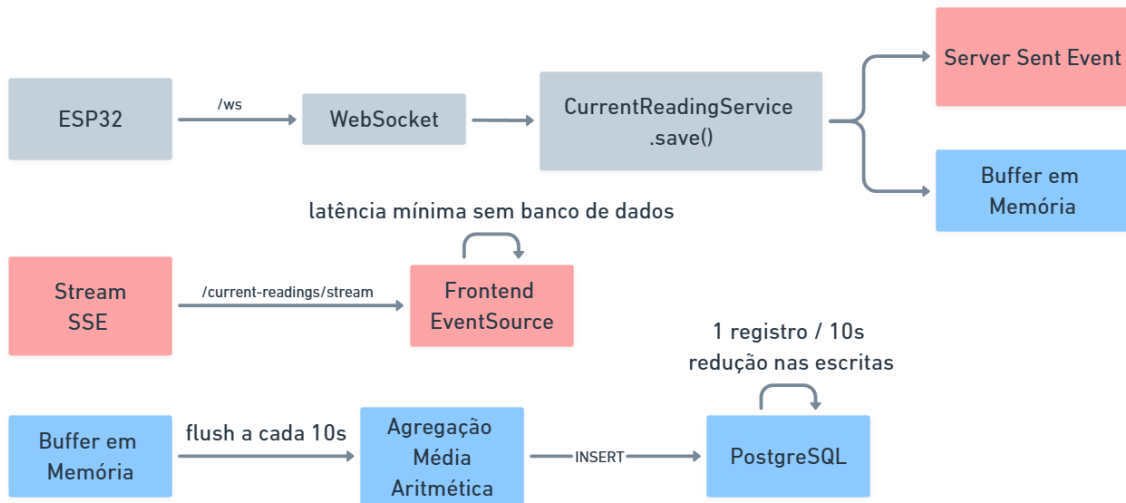 Server Sent Event
ESP32
/ws
WebSocket
CurrentReadingService
.save()
Buffer em
Memória
latência mínima sem banco de dados
Stream
SSE
/current-readings/stream
Frontend
EventSource
1 registro / 10s
redução nas escritas
Buffer em
Memória
flush a cada 10s
Agregação
Média
Aritmética
INSERT
PostgreSQL